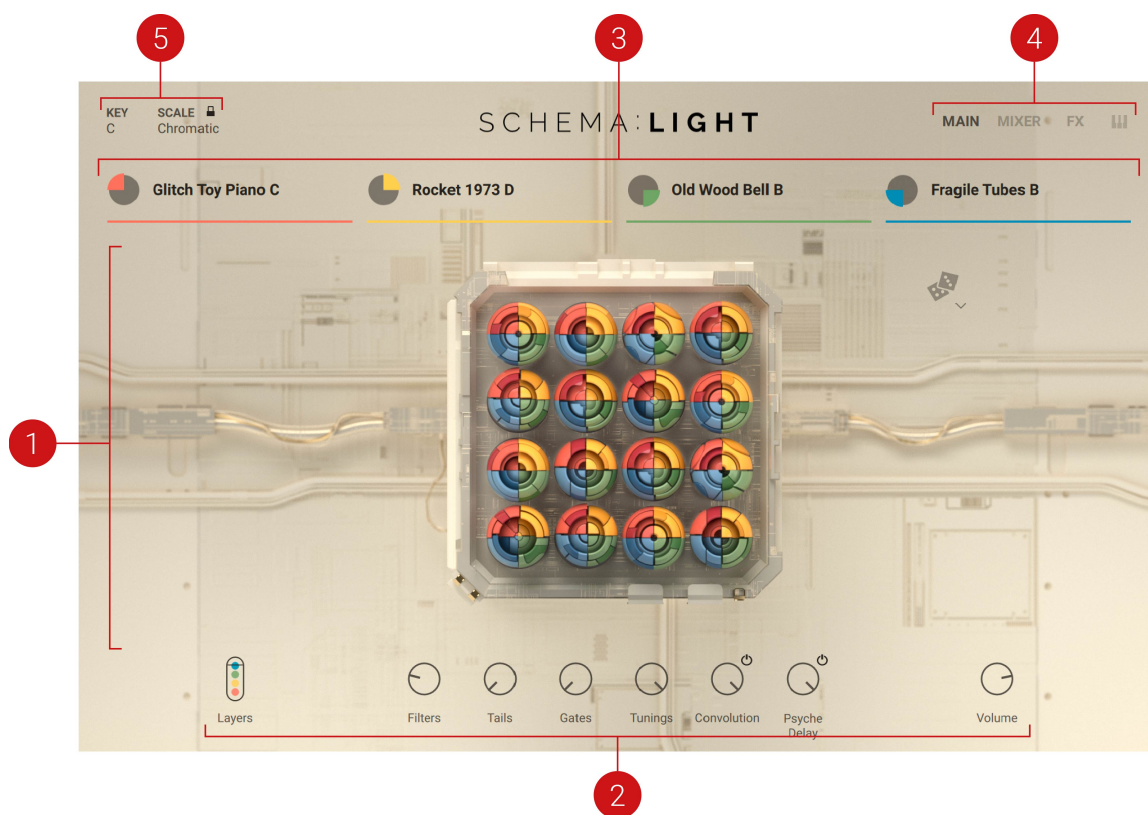 5
3
4
KEY
C
SCALE
Chromatic
SCHEMA:LIGHT
MAIN MIXER FX
Glitch Toy Piano C
Rocket 1973 D
Old Wood Bell B
Fragile Tubes B
1
Layers
Filters
Tails
Gates
Tunings
Convolution
Psyche
Delay
Volume
2